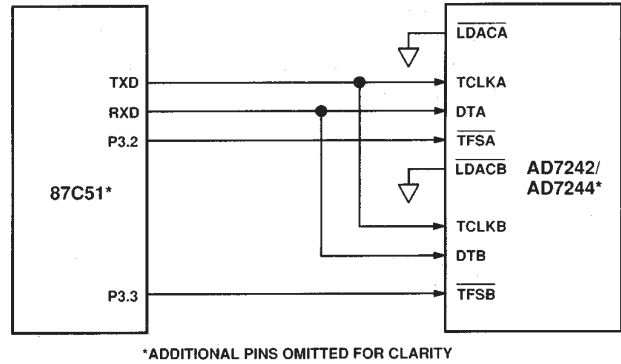 LDACA
TXD
TCLKA
RXD
DTA
P3.2
TFSA
LDACB
AD7242/
AD7244*
87C51*
TCLKB
DTB
P3.3
TFSB
*ADDITIONAL PINS OMITTED FOR CLARITY